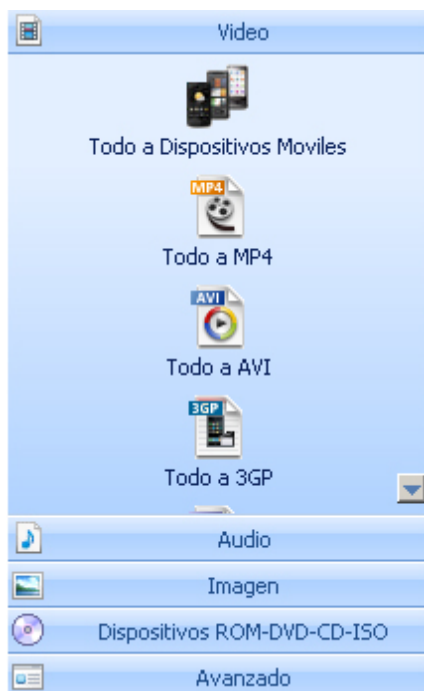 Video
Todo a Dispositivos Moviles
MP4
Todo a MP4
AVI
Todo a AVI
3GP
Todo a 3GP
Audio
Imagen
Dispositivos ROM-DVD-CD-ISO
Avanzado